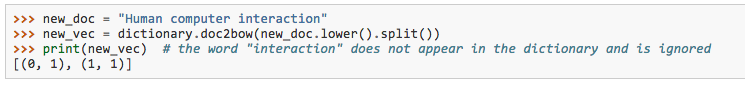 >>> new_doc = "Human computer interaction"
>>> new_vec = dictionary.doc2bow(new_doc.lower().split())
>>> print(new_vec)  # the word "interaction" does not appear in the dictionary and is ignored
[(0, 1), (1, 1)]